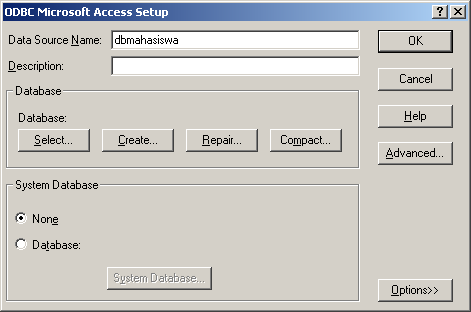 ODBC Microsoft Access Setup
Data Source Name: dbmahasiswa
OK
Description:
Cancel
Database
Database:
Help
Select... Create... Repair... Compact...
Advanced...
System Database
None
Database:
System Database...
Options>>